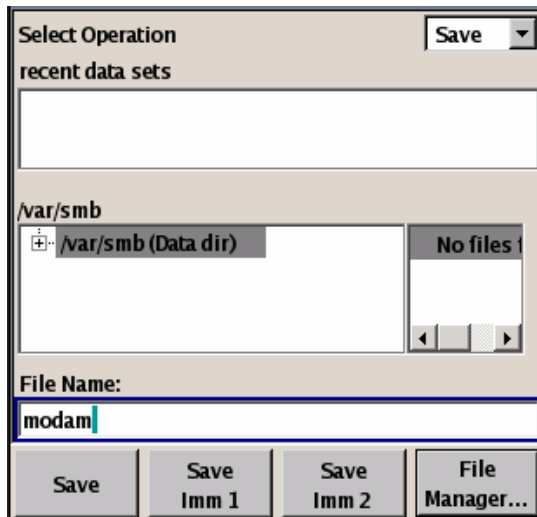 Select Operation Save
recent data sets
/var/smb
/var/smb (Data dir) No files
File Name:
modam
Save Save Imm 1 Save Imm 2 File Manager...